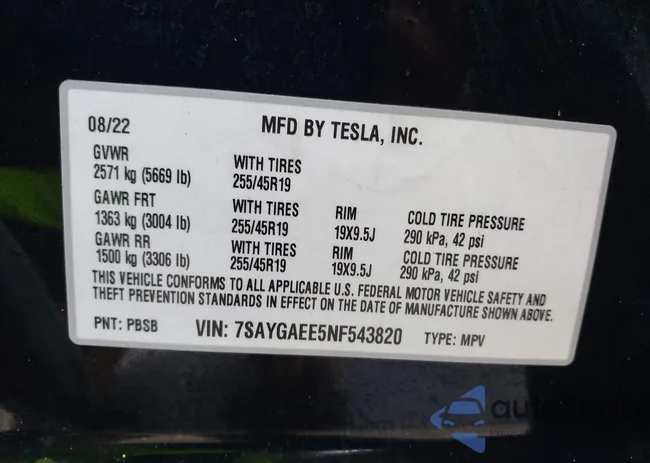 08/22 MFD BY TESLA, INC.
GVWR
2571 kg (5669 lb) WITH TIRES 255/45R19
GAWR FRT
1363 kg (3004 lb) WITH TIRES 255/45R19 RIM 19X9.5J COLD TIRE PRESSURE 290 kPa, 42 psi
GAWR RR
1500 kg (3306 lb) WITH TIRES 255/45R19 RIM 19X9.5J COLD TIRE PRESSURE 290 kPa, 42 psi
THIS VEHICLE CONFORMS TO ALL APPLICABLE U.S. FEDERAL MOTOR VEHICLE SAFETY AND
THEFT PREVENTION STANDARDS IN EFFECT ON THE DATE OF MANUFACTURE SHOWN ABOVE.
PNT: PBSB VIN: 7SAYGAEE5NF543820 TYPE: MPV